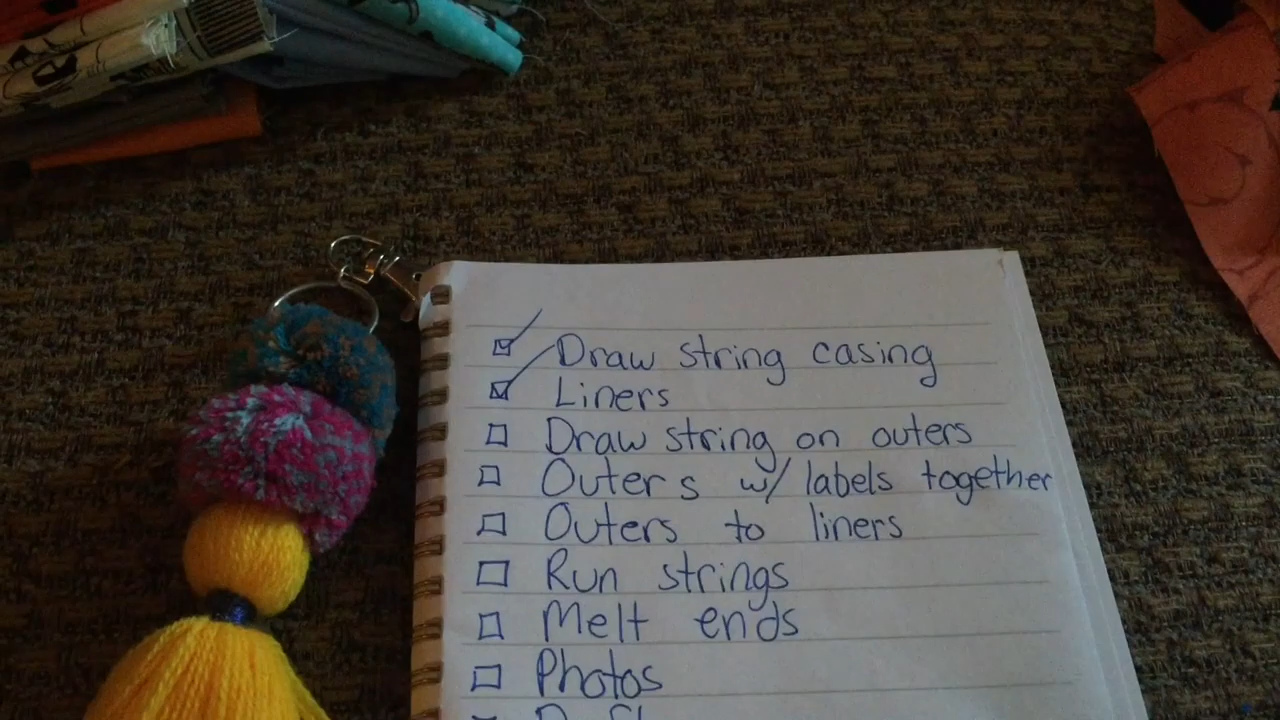 Draw string casing
Liners
Draw string on outers
Outers w/ labels together
Outers to liners
Run strings
Melt ends
Photos